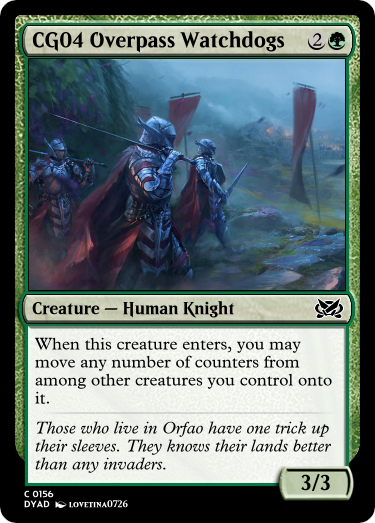 CG04 Overpass Watchdogs 2
Creature — Human Knight
When this creature enters, you may
move any number of counters from
among other creatures you control onto
it.
Those who live in Orfao have one trick up
their sleeves. They knows their lands better
than any invaders.
3/3
C 0156
DYAD LOVETINA0726